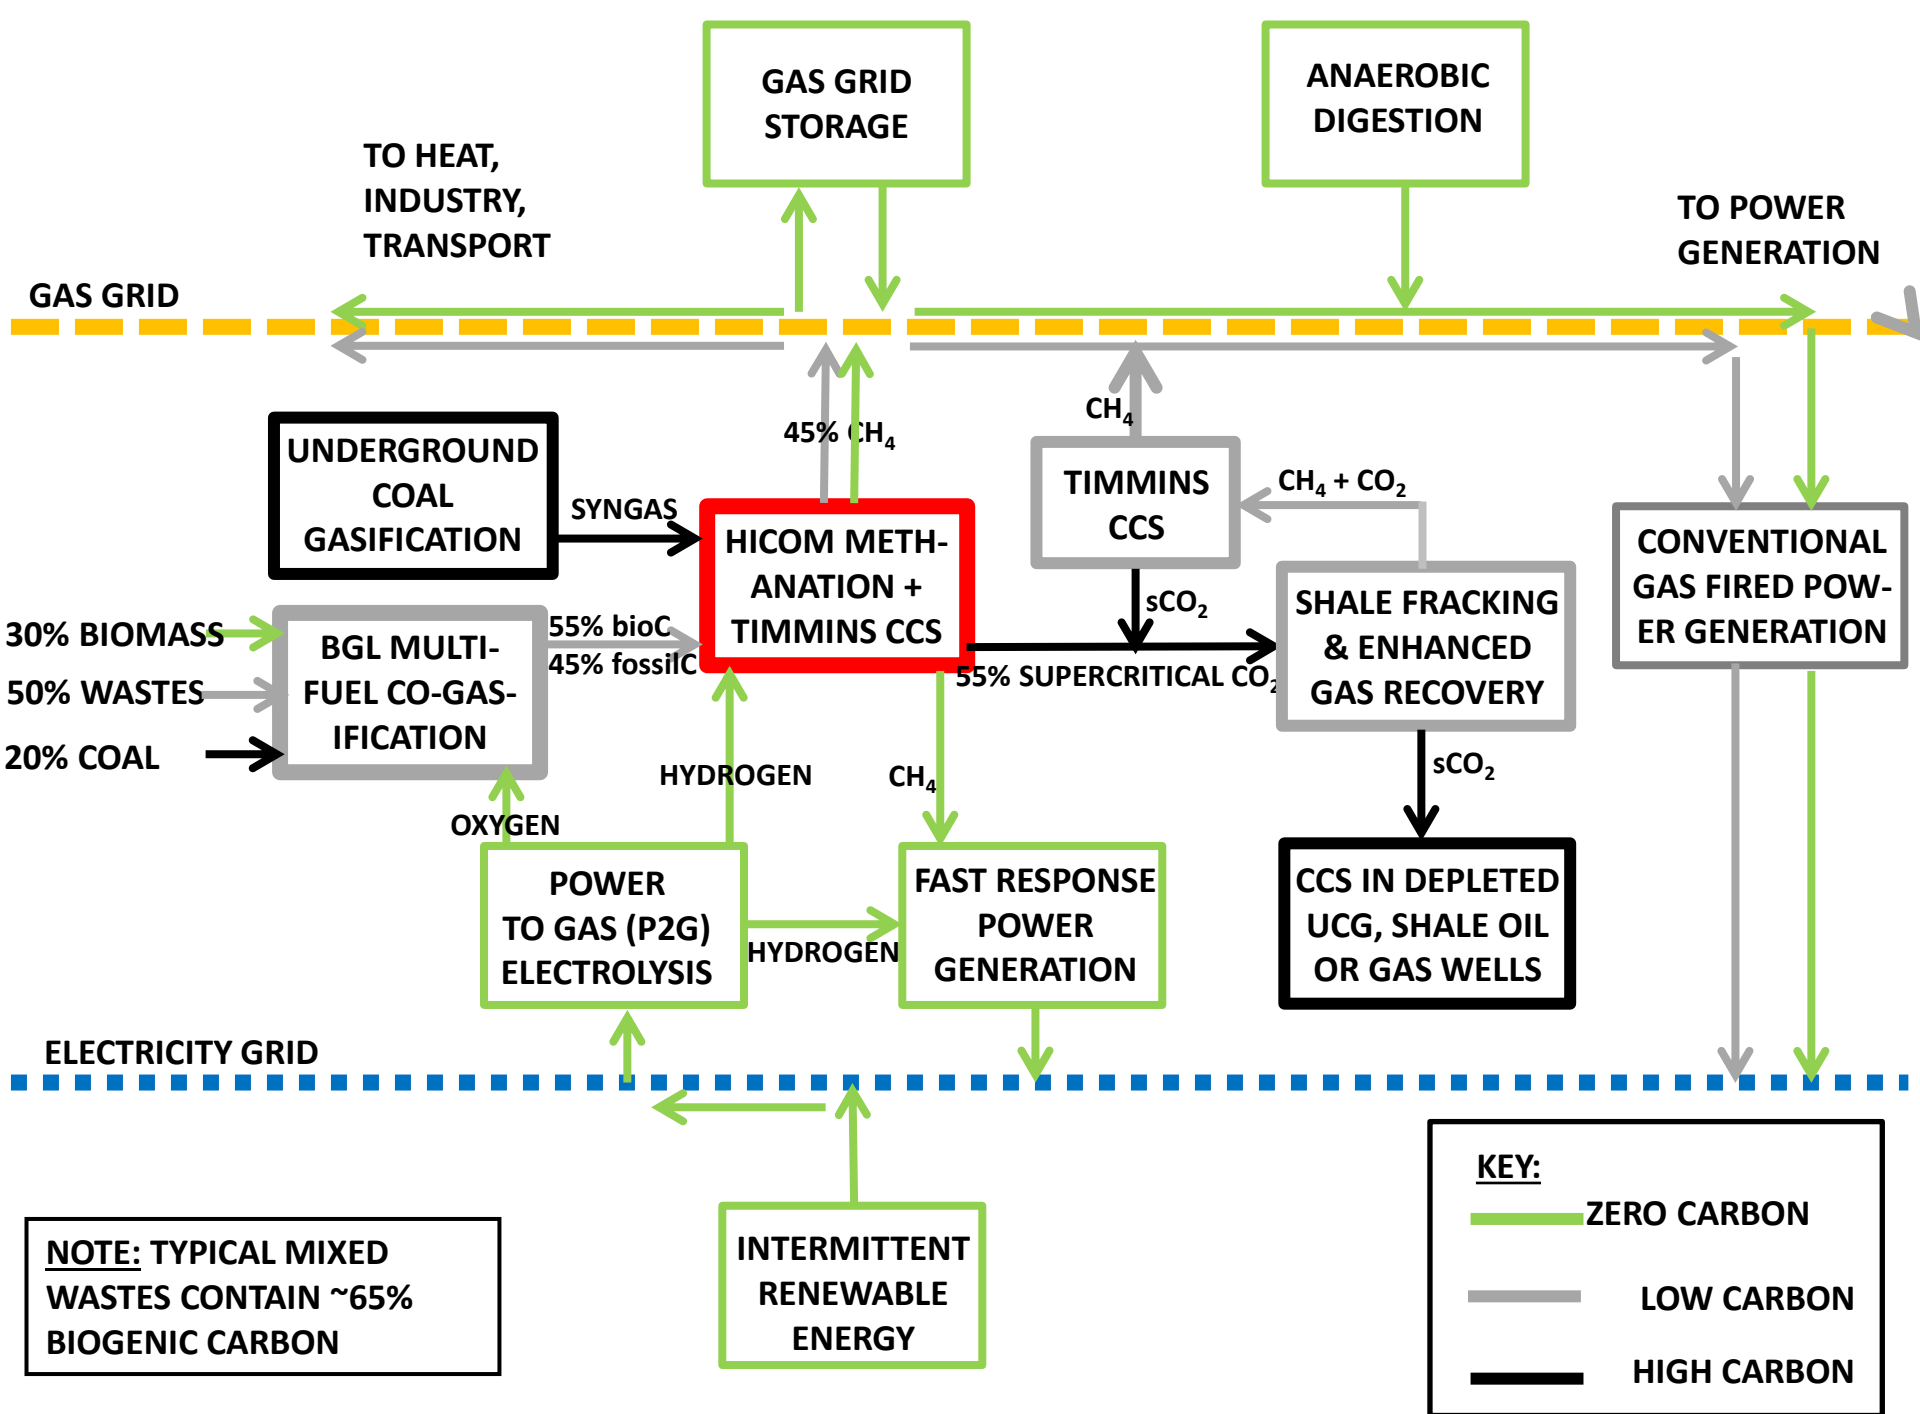 GAS GRID
STORAGE
ANAEROBIC
DIGESTION
TO HEAT,
INDUSTRY,
TRANSPORT
TO POWER
GENERATION
GAS GRID
45% CH₄
CH₄
UNDERGROUND
COAL
GASIFICATION
SYNGAS
HICOM METH-
ANATION +
TIMMINS CCS
TIMMINS
CCS
CH₄ + CO₂
sCO₂
CONVENTIONAL
GAS FIRED POW-
ER GENERATION
SHALE FRACKING
& ENHANCED
GAS RECOVERY
30% BIOMASS
50% WASTES
20% COAL
BGL MULTI-
FUEL CO-GAS-
IFICATION
55% bioC
45% fossilC
55% SUPERCRITICAL CO₂
HYDROGEN
CH₄
sCO₂
OXYGEN
POWER
TO GAS (P2G)
ELECTROLYSIS
HYDROGEN
FAST RESPONSE
POWER
GENERATION
CCS IN DEPLETED
UCG, SHALE OIL
OR GAS WELLS
ELECTRICITY GRID
INTERMITTENT
RENEWABLE
ENERGY
NOTE: TYPICAL MIXED
WASTES CONTAIN ~65%
BIOGENIC CARBON
KEY:
ZERO CARBON
LOW CARBON
HIGH CARBON